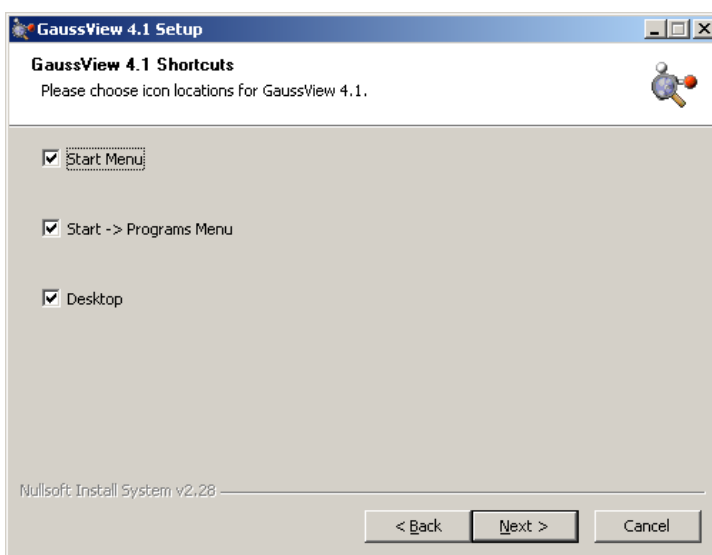 GaussView 4.1 Setup
GaussView 4.1 Shortcuts
Please choose icon locations for GaussView 4.1.
Start Menu
Start -> Programs Menu
Desktop
Nullsoft Install System v2.28
< Back Next > Cancel